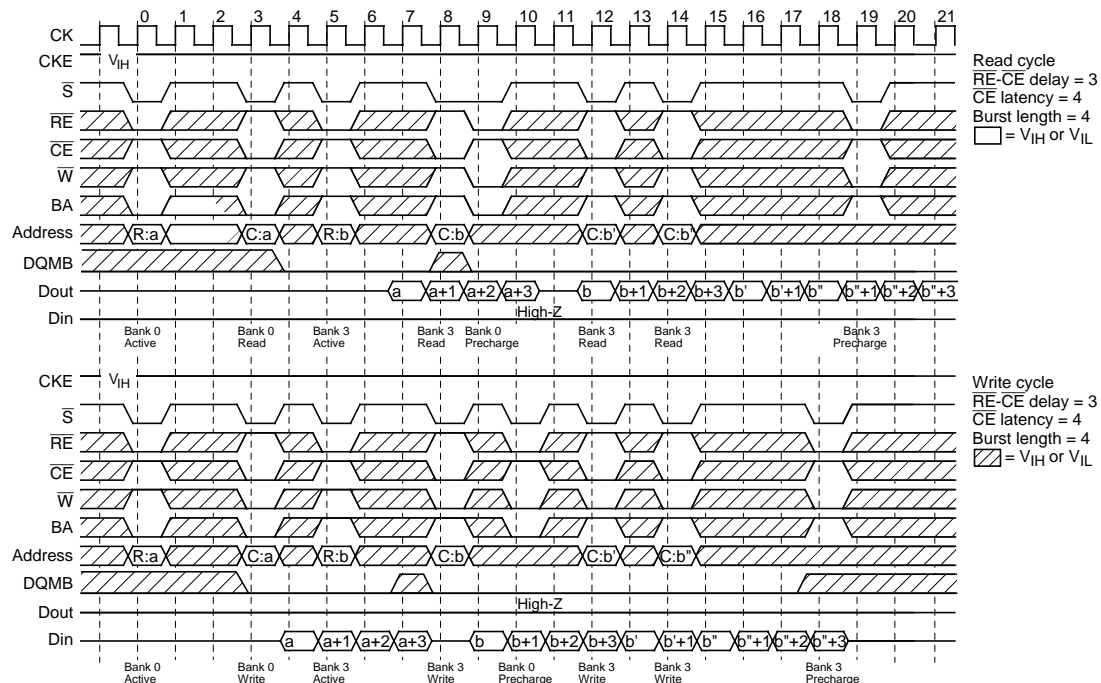 0 1 2 3 4 5 6 7 8 9 10 11 12 13 14 15 16 17 18 19 20 21
CK
CKE VIH
S
RE
CE
W
BA
Address R:a C:a R:b C:b C:b' C:b"
DQMB
Dout a a+1 a+2 a+3 b b+1 b+2 b+3 b' b'+1 b" b"+1 b"+2 b"+3
High-Z
Din
Bank 0 Active
Bank 0 Read
Bank 3 Active
Bank 3 Read
Bank 0 Precharge
Bank 3 Read
Bank 3 Read
Bank 3 Precharge
Read cycle
RE-CE delay = 3
CE latency = 4
Burst length = 4
= VIH or VIL
CKE VIH
S
RE
CE
W
BA
Address R:a C:a R:b C:b C:b' C:b"
DQMB
High-Z
Dout
Din a a+1 a+2 a+3 b b+1 b+2 b+3 b' b'+1 b" b"+1 b"+2 b"+3
Bank 0 Active
Bank 0 Write
Bank 3 Active
Bank 3 Write
Bank 0 Precharge
Bank 3 Write
Bank 3 Write
Bank 3 Precharge
Write cycle
RE-CE delay = 3
CE latency = 4
Burst length = 4
= VIH or VIL